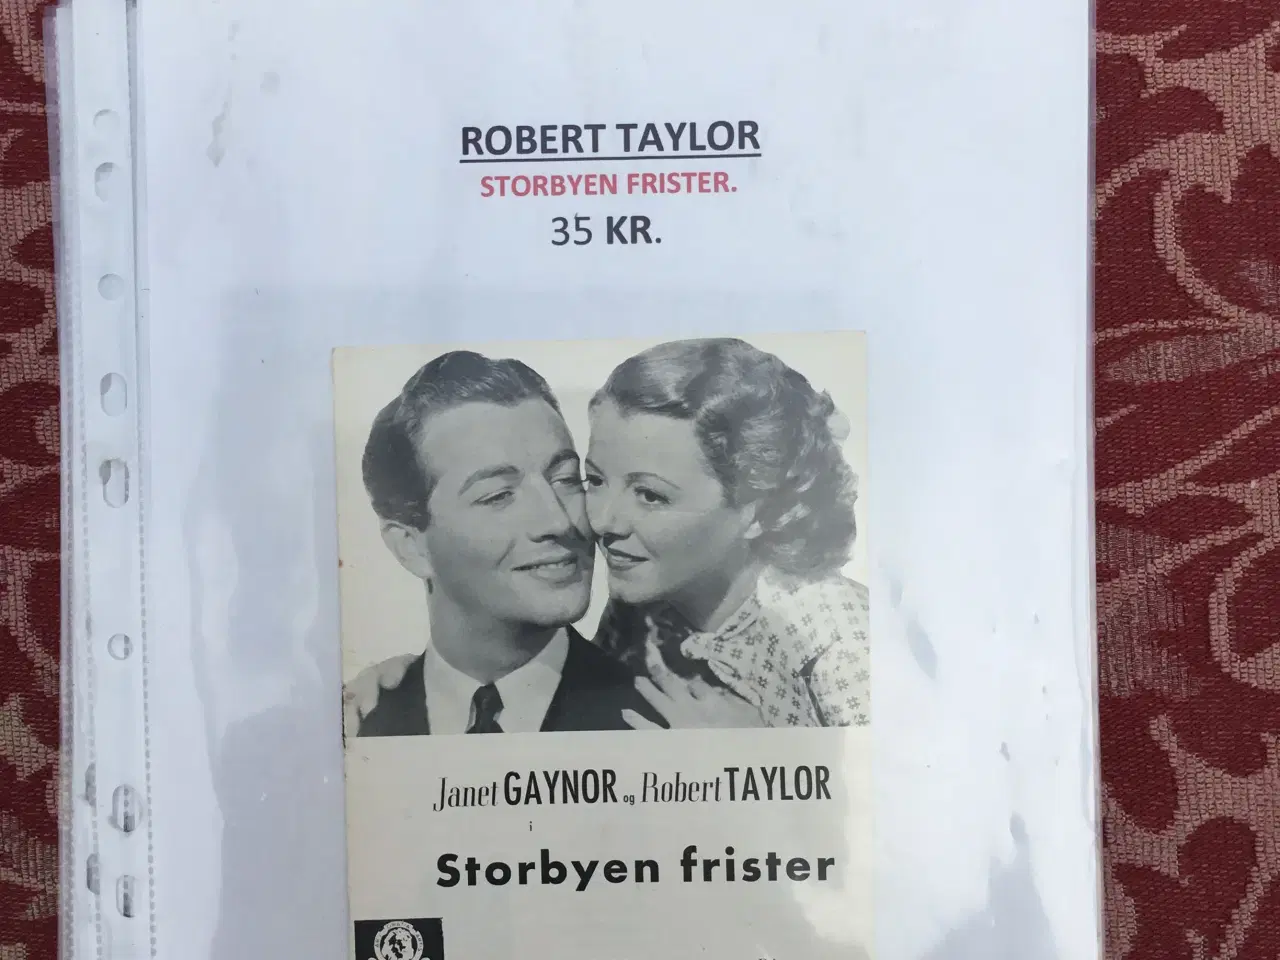 ROBERT TAYLOR
STORBYEN FRISTER.
35 KR.
Janet GAYNOR og Robert TAYLOR
i
Storbyen frister